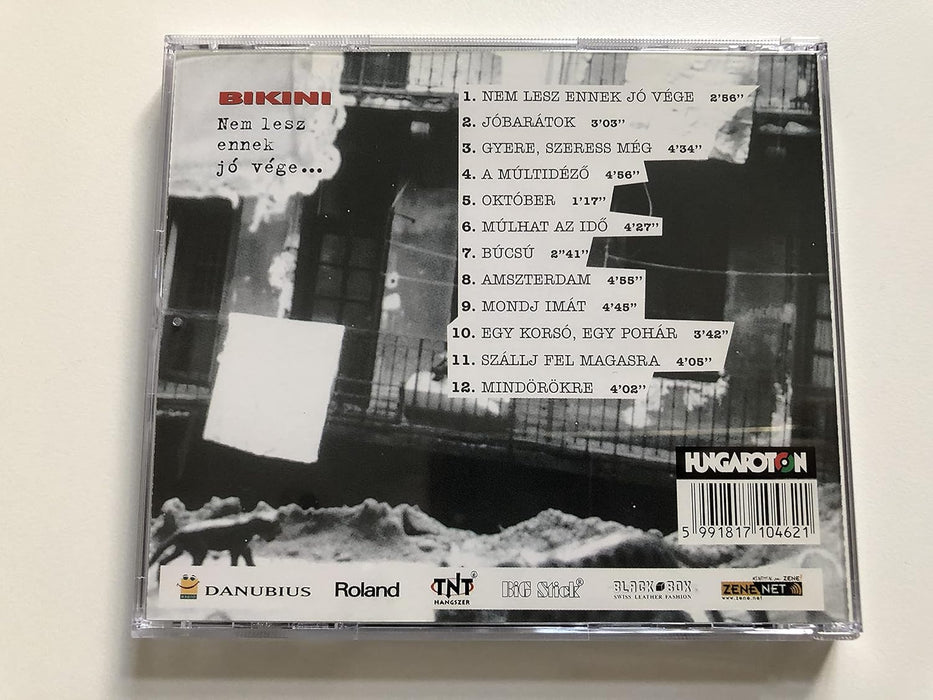 BIKINI
Nem lesz
ennek
jó vége...
1. NEM LESZ ENNEK JÓ VÉGE 2'56"
2. JÓBARÁTOK 3'03"
3. GYERE, SZERESS MÉG 4'34"
4. A MÚLTIDÉZŐ 4'56"
5. OKTÓBER 1'17"
6. MÚLHAT AZ IDŐ 4'27"
7. BÚCSÚ 2"41"
8. AMSZTERDAM 4'55"
9. MONDJ IMÁT 4'45"
10. EGY KORSÓ, EGY POHÁR 3'42"
11. SZÁLLJ FEL MAGASRA 4'05"
12. MINDÖRÖKRE 4'02"
HUNGAROTON
5 991817 104621
DANUBIUS
Roland
TNT
HANGSZER
BiG Stick®
BLACK BOX
SWISS LEATHER FASHION
ZENE NET
www.zene.net